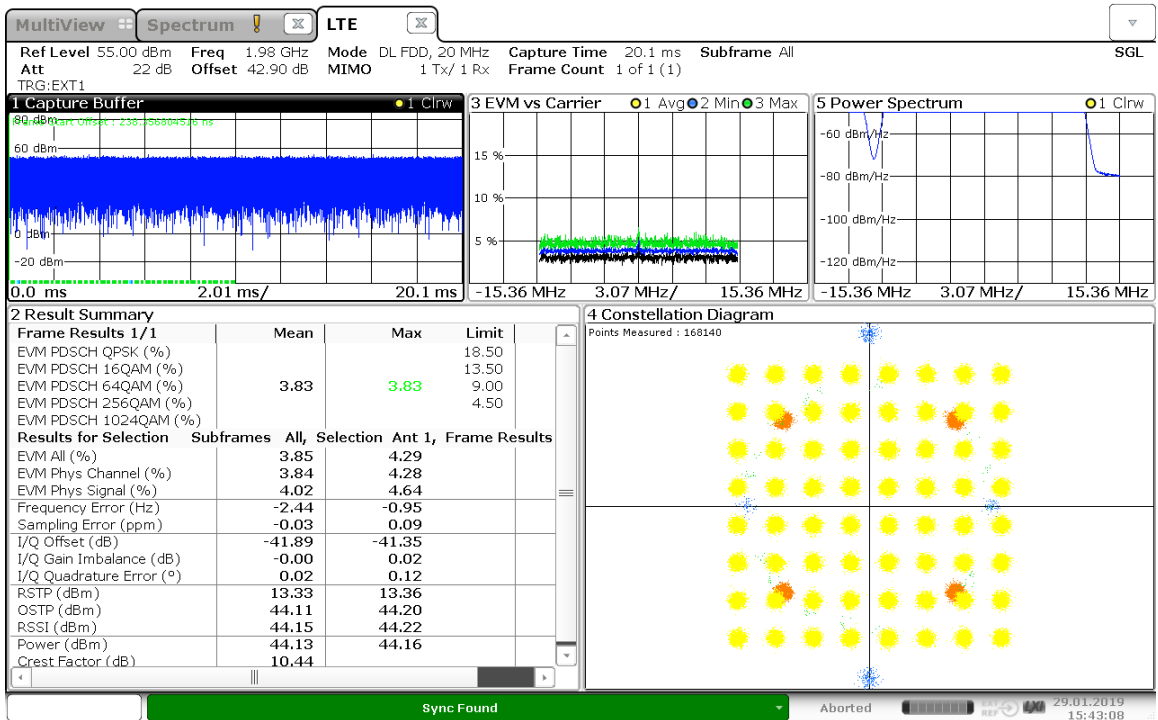 MultiView Spectrum ! X LTE X
Ref Level 55.00 dBm Freq 1.98 GHz Mode DL FDD, 20 MHz Capture Time 20.1 ms Subframe All SGL
Att 22 dB Offset 42.90 dB MIMO 1 Tx/ 1 Rx Frame Count 1 of 1 (1)
TRG:EXT1
1 Capture Buffer 1 Clrw
80 dBm
Frame Start Offset : 238.356804516 ms
60 dBm
0 dBm
-20 dBm
0.0 ms 2.01 ms/ 20.1 ms
3 EVM vs Carrier 1 Avg 2 Min 3 Max
15 %
10 %
5 %
-15.36 MHz 3.07 MHz/ 15.36 MHz
5 Power Spectrum 1 Clrw
-60 dBm/Hz
-80 dBm/Hz
-100 dBm/Hz
-120 dBm/Hz
-15.36 MHz 3.07 MHz/ 15.36 MHz
2 Result Summary
Frame Results 1/1 Mean Max Limit
EVM PDSCH QPSK (%) 18.50
EVM PDSCH 16QAM (%) 13.50
EVM PDSCH 64QAM (%) 3.83 3.83 9.00
EVM PDSCH 256QAM (%) 4.50
EVM PDSCH 1024QAM (%)
Results for Selection Subframes All, Selection Ant 1, Frame Results
EVM All (%) 3.85 4.29
EVM Phys Channel (%) 3.84 4.28
EVM Phys Signal (%) 4.02 4.64
Frequency Error (Hz) -2.44 -0.95
Sampling Error (ppm) -0.03 0.09
I/Q Offset (dB) -41.89 -41.35
I/Q Gain Imbalance (dB) -0.00 0.02
I/Q Quadrature Error (°) 0.02 0.12
RSTP (dBm) 13.33 13.36
OSTP (dBm) 44.11 44.20
RSSI (dBm) 44.15 44.22
Power (dBm) 44.13 44.16
Crest Factor (dB) 10.44
4 Constellation Diagram
Points Measured : 168140
Sync Found
Aborted
EXT
REF
LXI
29.01.2019
15:43:08